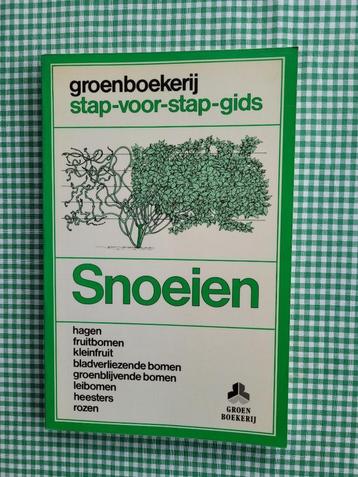 groenboekerij
stap-voor-stap-gids
Snoeien
hagen
fruitbomen
kleinfruit
bladverliezende bomen
groenblijvende bomen
leibomen
heesters
rozen
GROEN
BOEKERIJ